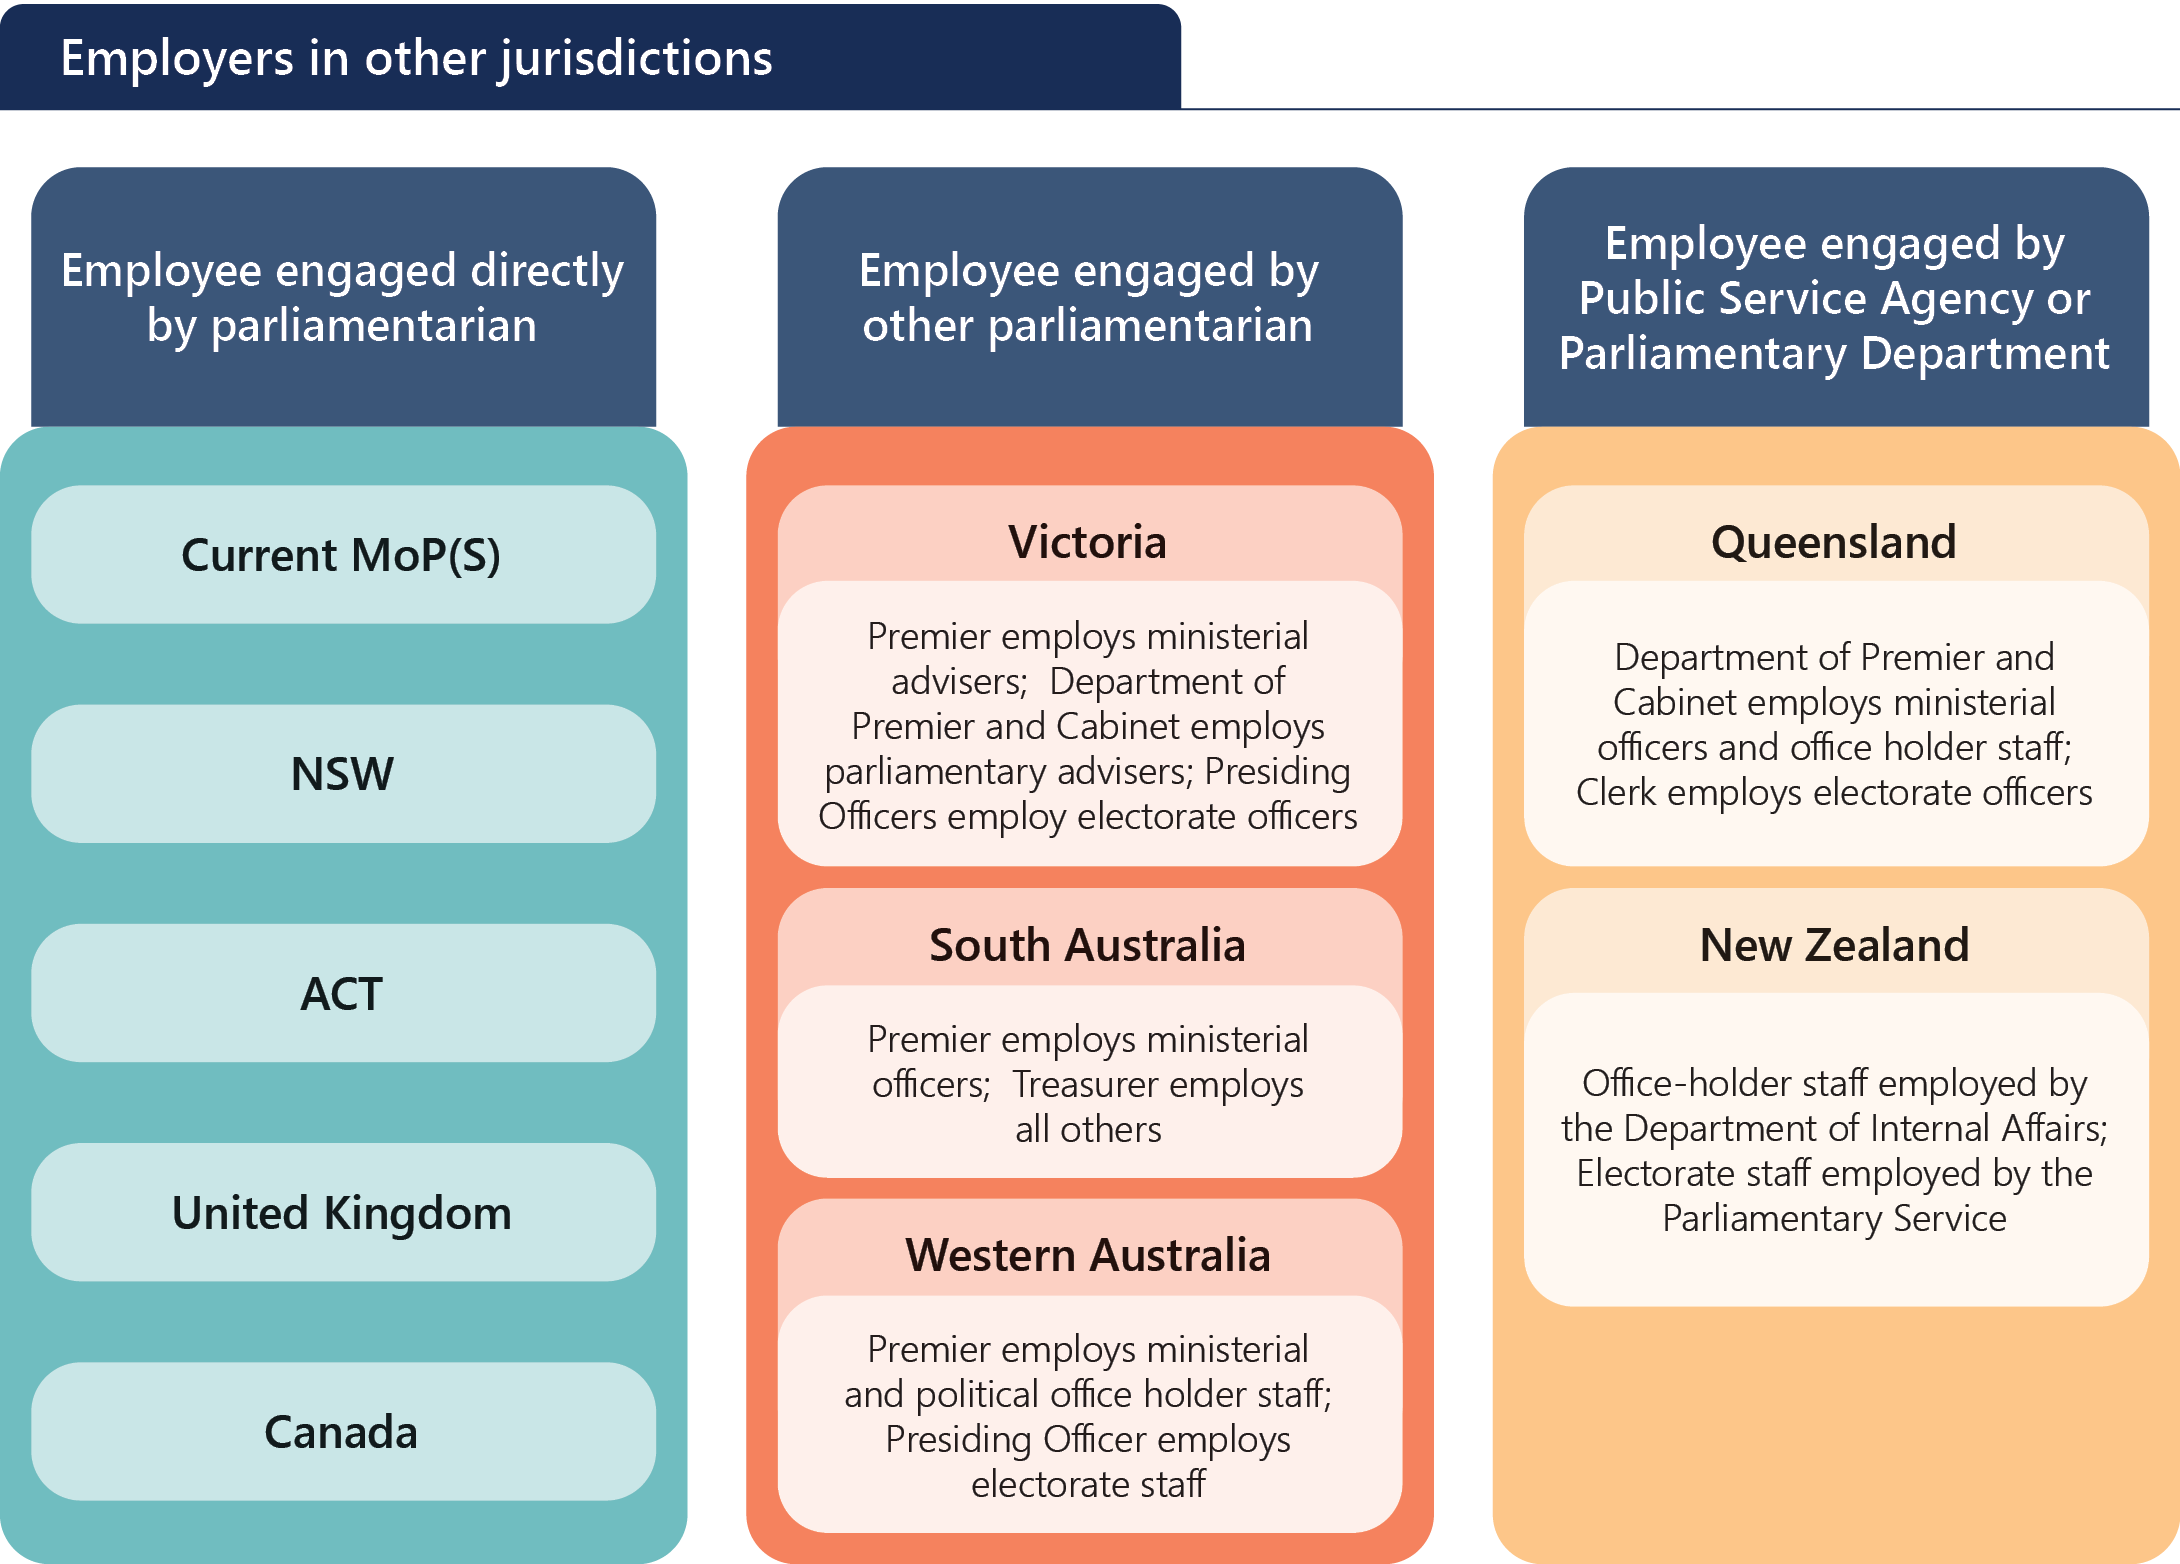 Employers in other jurisdictions
Employee engaged directly
by parliamentarian
Current MoP(S)
NSW
ACT
United Kingdom
Canada
Employee engaged by
other parliamentarian
Victoria
Premier employs ministerial
advisers;  Department of
Premier and Cabinet employs
parliamentary advisers; Presiding
Officers employ electorate officers
South Australia
Premier employs ministerial
officers;  Treasurer employs
all others
Western Australia
Premier employs ministerial
and political office holder staff;
Presiding Officer employs
electorate staff
Employee engaged by
Public Service Agency or
Parliamentary Department
Queensland
Department of Premier and
Cabinet employs ministerial
officers and office holder staff;
Clerk employs electorate officers
New Zealand
Office-holder staff employed by
the Department of Internal Affairs;
Electorate staff employed by the
Parliamentary Service